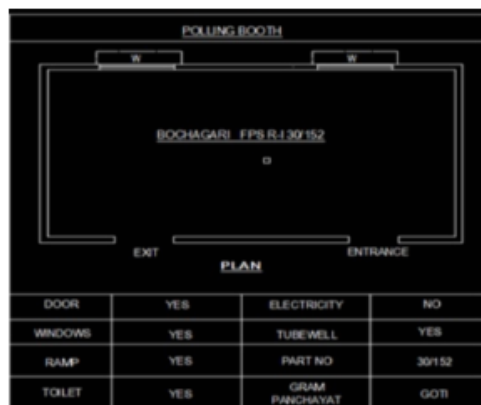 POLLING BOOTH
W W
BOCHAGARI FPS R-I 30/152
EXIT ENTRANCE
PLAN
DOOR YES ELECTRICITY NO
WINDOWS YES TUBEWELL YES
RAMP YES PART NO 30/152
TOILET YES GRAM PANCHAYAT GOTI